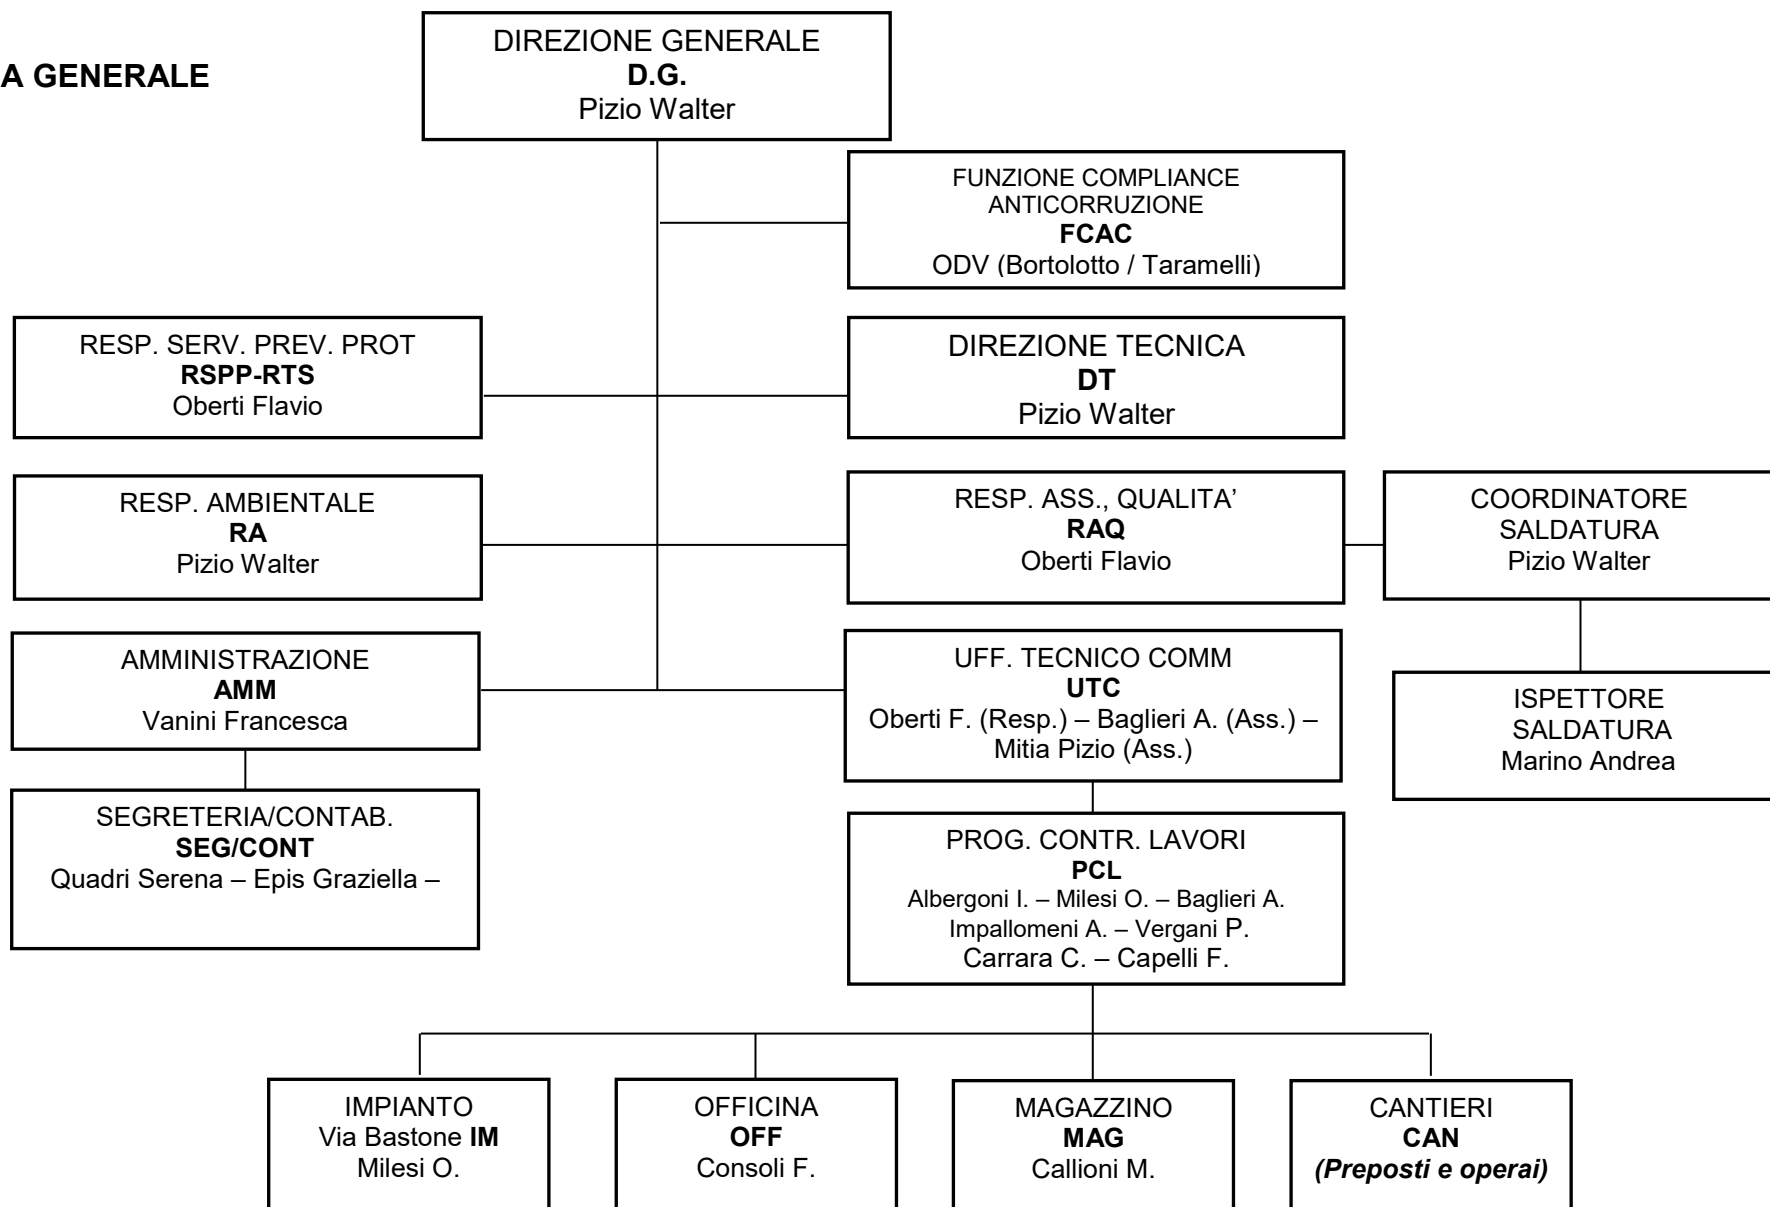 A GENERALE
DIREZIONE GENERALE
D.G.
Pizio Walter
FUNZIONE COMPLIANCE
ANTICORRUZIONE
FCAC
ODV (Bortolotto / Taramelli)
RESP. SERV. PREV. PROT
RSPP-RTS
Oberti Flavio
DIREZIONE TECNICA
DT
Pizio Walter
RESP. AMBIENTALE
RA
Pizio Walter
RESP. ASS., QUALITA’
RAQ
Oberti Flavio
COORDINATORE
SALDATURA
Pizio Walter
AMMINISTRAZIONE
AMM
Vanini Francesca
UFF. TECNICO COMM
UTC
Oberti F. (Resp.) – Baglieri A. (Ass.) –
Mitia Pizio (Ass.)
ISPETTORE
SALDATURA
Marino Andrea
SEGRETERIA/CONTAB.
SEG/CONT
Quadri Serena – Epis Graziella –
PROG. CONTR. LAVORI
PCL
Albergoni I. – Milesi O. – Baglieri A.
Impallomeni A. – Vergani P.
Carrara C. – Capelli F.
IMPIANTO
Via Bastone IM
Milesi O.
OFFICINA
OFF
Consoli F.
MAGAZZINO
MAG
Callioni M.
CANTIERI
CAN
(Preposti e operai)